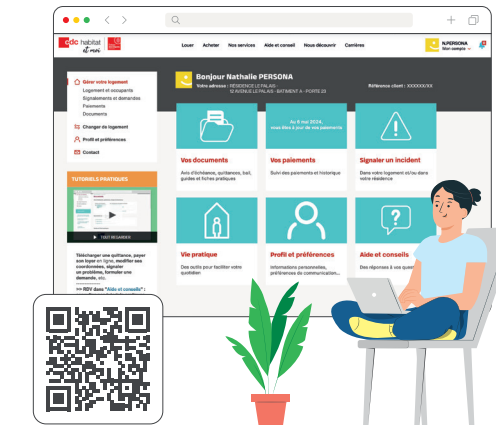 cdc habitat
et moi
Louer Acheter Nos services Aide et conseil Nous découvrir Carrières
N.PERSONA
Mon compte
Bonjour Nathalie PERSONA
Votre adresse : RÉSIDENCE LE PALAIS -
12 AVENUE LE PALAIS - BATIMENT A - PORTE 23
Référence client : XXXXXX/XX
Gérer votre logement
Logement et occupants
Signalements et demandes
Paiements
Documents
Changer de logement
Profil et préférences
Contact
TUTORIELS PRATIQUES
TOUT REGARDER
Télécharger une quittance, payer
son loyer en ligne, modifier ses
coordonnées, signaler
un problème, formuler une
demande, etc.
>> RDV dans "Aide et conseils" :
Vos documents
Avis d'échéance, quittances, bail,
guides et fiches pratiques
Au 6 mai 2024,
vous êtes à jour de vos paiements
Vos paiements
Suivi des paiements et historique
Signaler un incident
Dans votre logement et/ou dans
votre résidence
Vie pratique
Des outils pour faciliter votre
quotidien
Profil et préférences
Informations personnelles,
préférences de communication...
Aide et conseils
Des réponses à vos